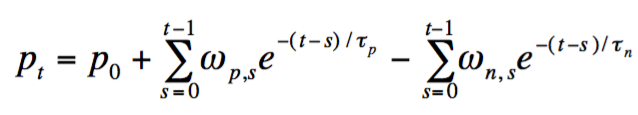 p_t = p_0 + \sum_{s=0}^{t-1} \omega_{p,s} e^{-(t-s)/\tau_p} - \sum_{s=0}^{t-1} \omega_{n,s} e^{-(t-s)/\tau_n}